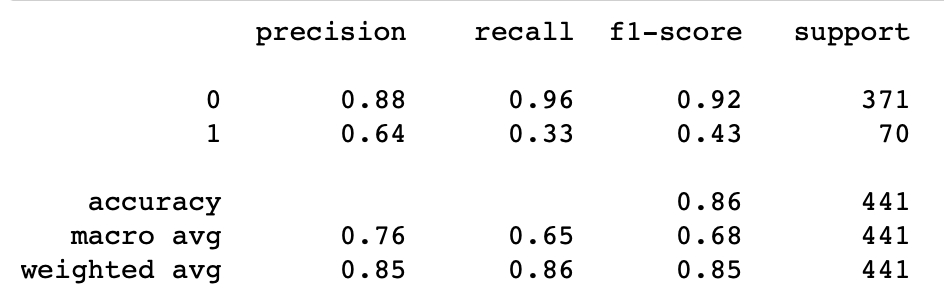 precision recall f1-score support
0 0.88 0.96 0.92 371
1 0.64 0.33 0.43 70
accuracy 0.86 441
macro avg 0.76 0.65 0.68 441
weighted avg 0.85 0.86 0.85 441